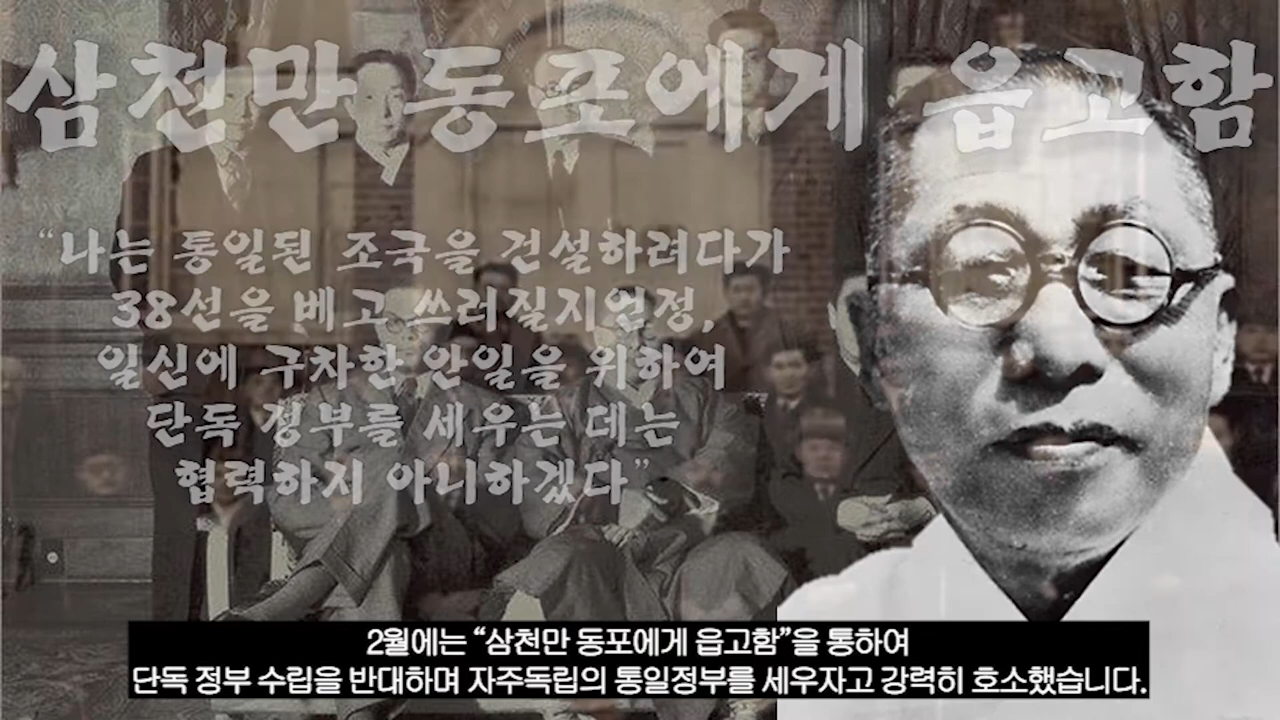 삼천만 동포에게 읍고함
“나는 통일된 조국을 건설하려다가
38선을 베고 쓰러질지언정,
일신에 구차한 안일을 위하여
단독 정부를 세우는 데는
협력하지 아니하겠다”
2월에는 “삼천만 동포에게 읍고함”을 통하여
단독 정부 수립을 반대하며 자주독립의 통일정부를 세우자고 강력히 호소했습니다.